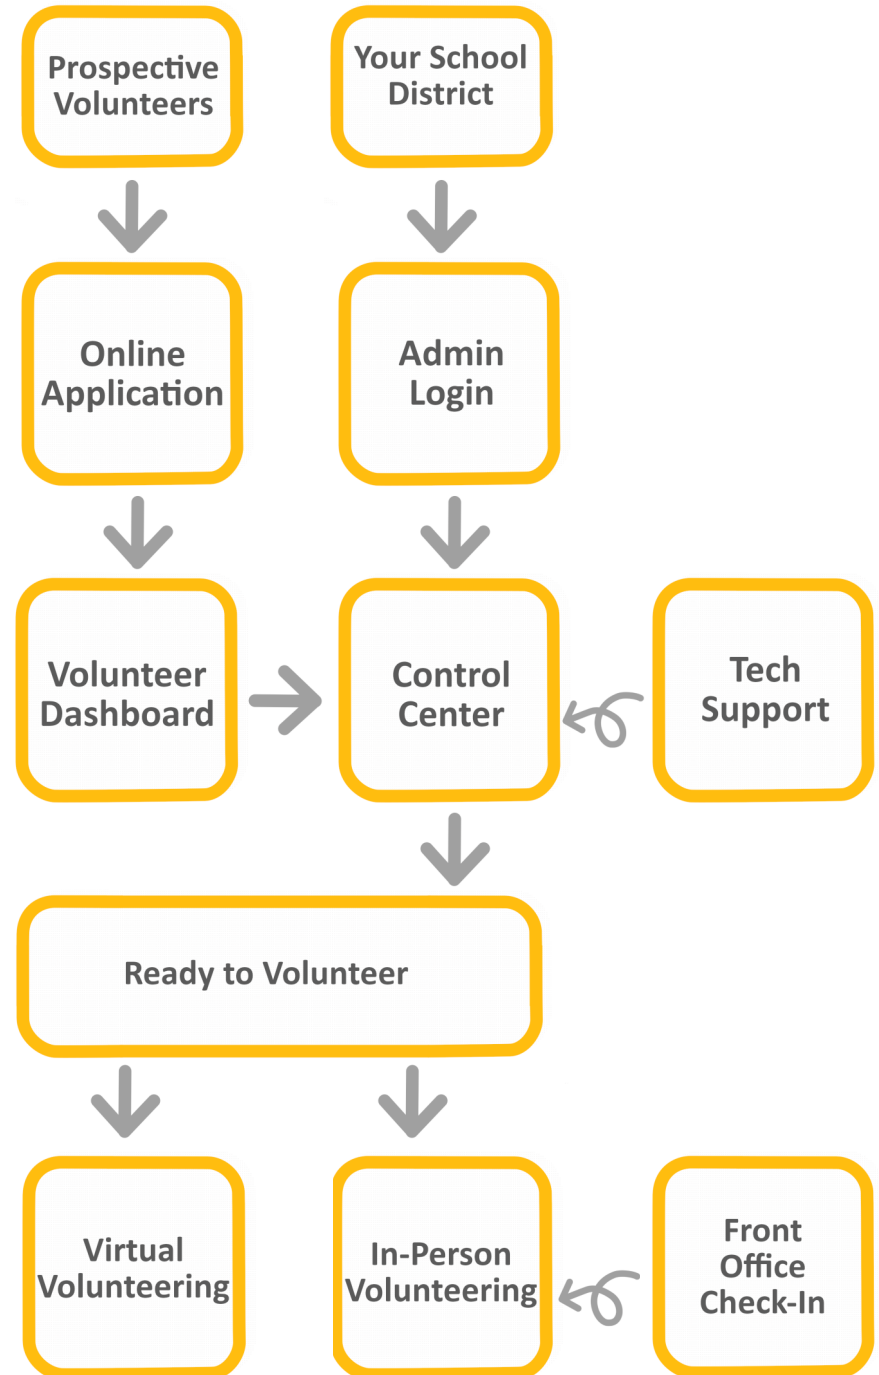 Prospective
Volunteers
Your School
District
Online
Application
Admin
Login
Volunteer
Dashboard
Control
Center
Tech
Support
Ready to Volunteer
Virtual
Volunteering
In-Person
Volunteering
Front
Office
Check-In